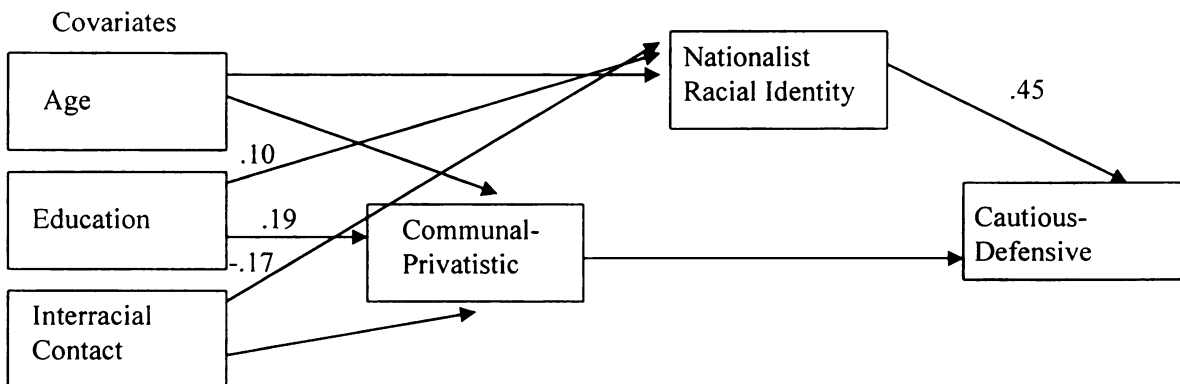 Covariates
Age
Nationalist
Racial Identity
.45
.10
Education
.19
-.17
Communal-
Privatistic
Cautious-
Defensive
Interracial
Contact